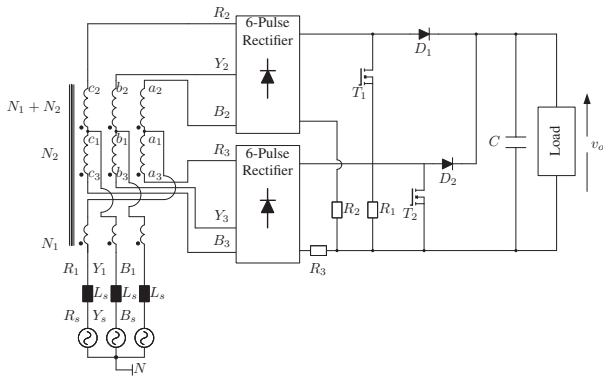 R_2
6-Pulse
Rectifier
D_1
c_2 b_2 a_2
Y_2
T_1
N_1 + N_2
B_2
C
Load
v_o
c_1 b_1 a_1
N_2
R_3
6-Pulse
Rectifier
D_2
c_3 b_3 a_3
R_2 R_1
T_2
Y_3
N_1
B_3
R_3
R_1 Y_1 B_1
L_s L_s L_s
R_s Y_s B_s
N